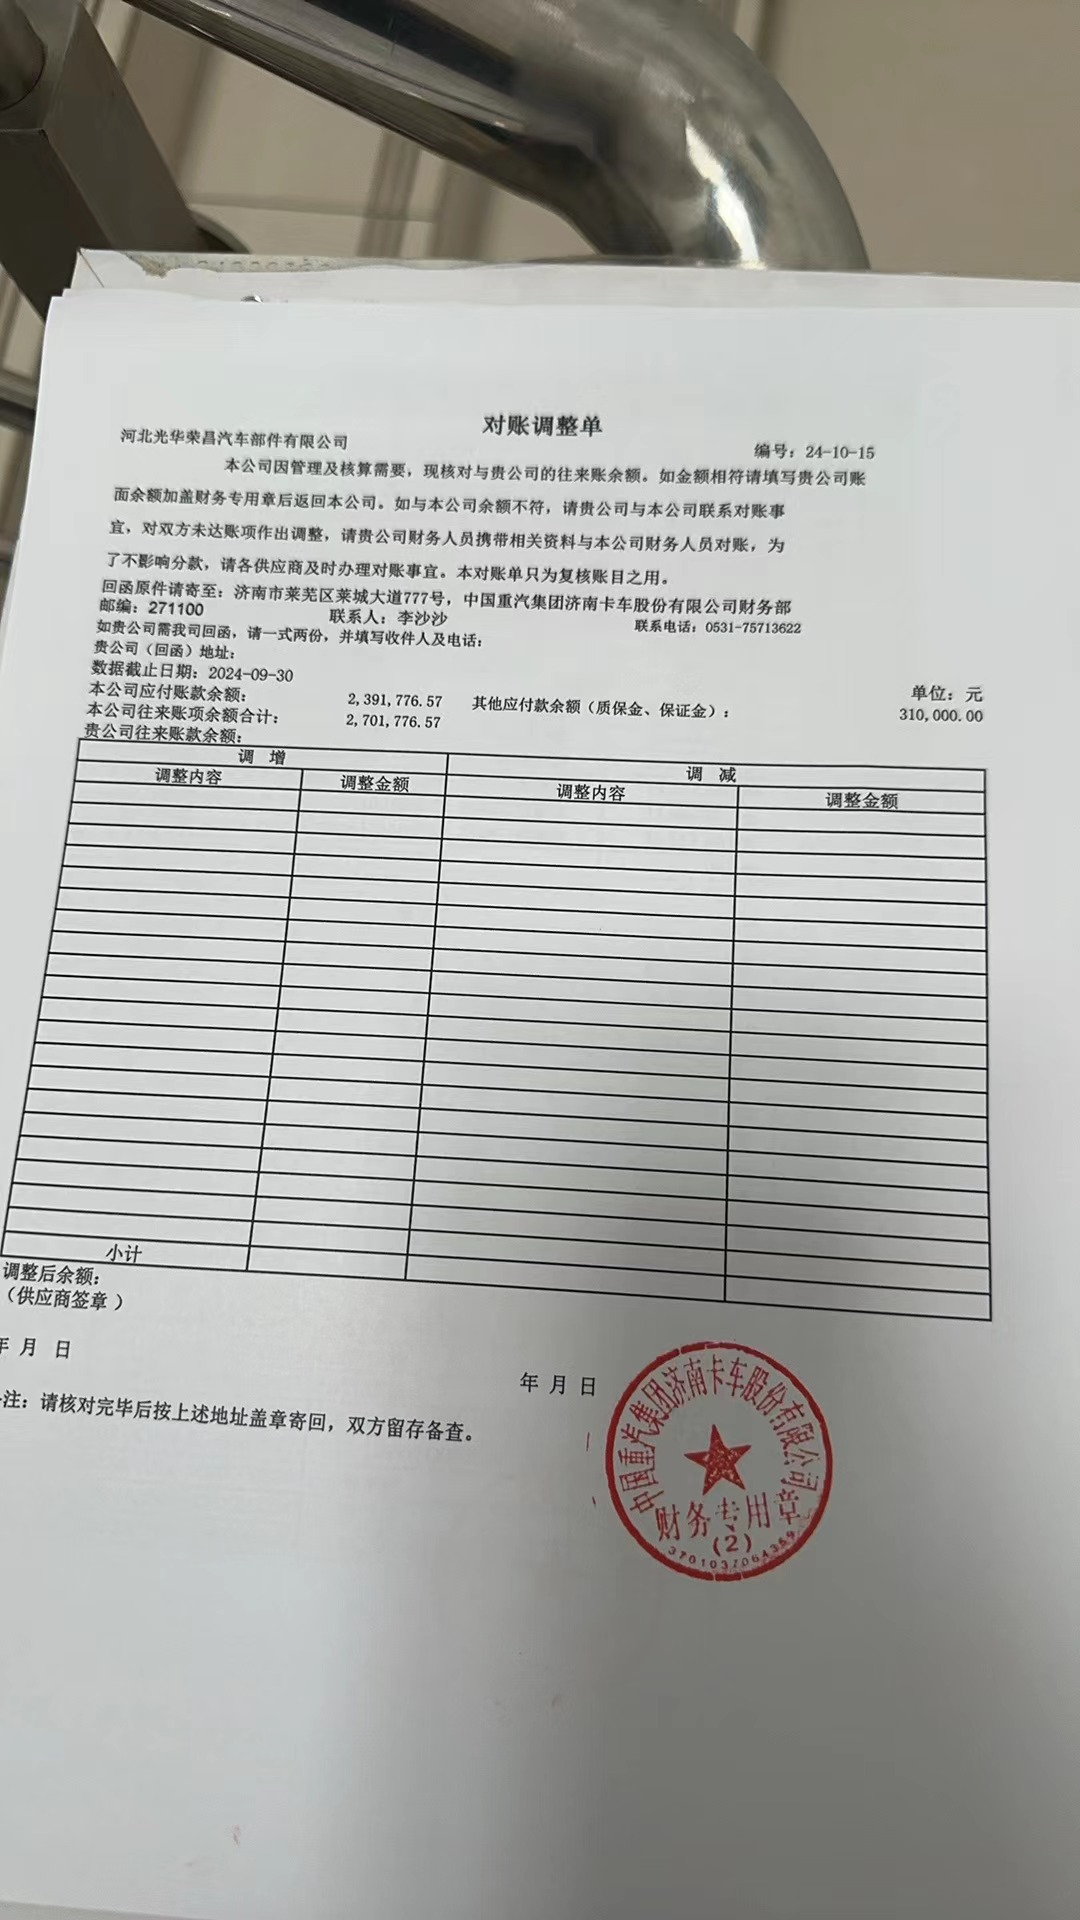 对账调整单
河北光华荣昌汽车部件有限公司
编号：24-10-15
本公司因管理及核算需要，现核对与贵公司的往来账余额。如金额相符请填写贵公司账
面余额加盖财务专用章后返回本公司。如与本公司余额不符，请贵公司与本公司联系对账事
宜，对双方未达账项作出调整，请贵公司财务人员携带相关资料与本公司财务人员对账，为
了不影响分款，请各供应商及时办理对账事宜。本对账单只为复核账目之用。
回函原件请寄至：济南市莱芜区莱城大道777号，中国重汽集团济南卡车股份有限公司财务部
邮编：271100 联系人：李沙沙 联系电话：0531-75713622
如贵公司需我司回函，请一式两份，并填写收件人及电话：
贵公司（回函）地址：
数据截止日期：2024-09-30
单位：元
本公司应付账款余额： 2,391,776.57 其他应付款余额（质保金、保证金）： 310,000.00
本公司往来账项余额合计： 2,701,776.57
贵公司往来账款余额：
调 增 调 减
调整内容 调整金额 调整内容 调整金额
小计
调整后余额：
（供应商签章）
年 月 日
年 月 日
注：请核对完毕后按上述地址盖章寄回，双方留存备查。
中国重汽集团济南卡车股份有限公司
财务专用章
(2)